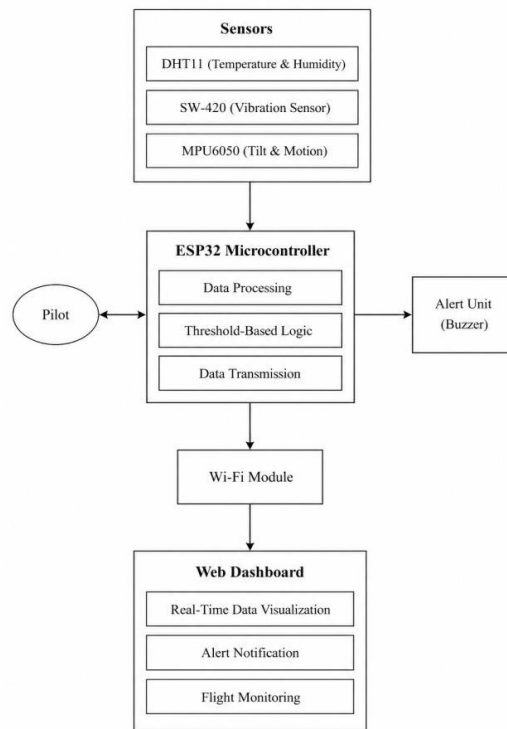 Sensors
DHT11 (Temperature & Humidity)
SW-420 (Vibration Sensor)
MPU6050 (Tilt & Motion)
ESP32 Microcontroller
Data Processing
Threshold-Based Logic
Data Transmission
Pilot
Alert Unit
(Buzzer)
Wi-Fi Module
Web Dashboard
Real-Time Data Visualization
Alert Notification
Flight Monitoring